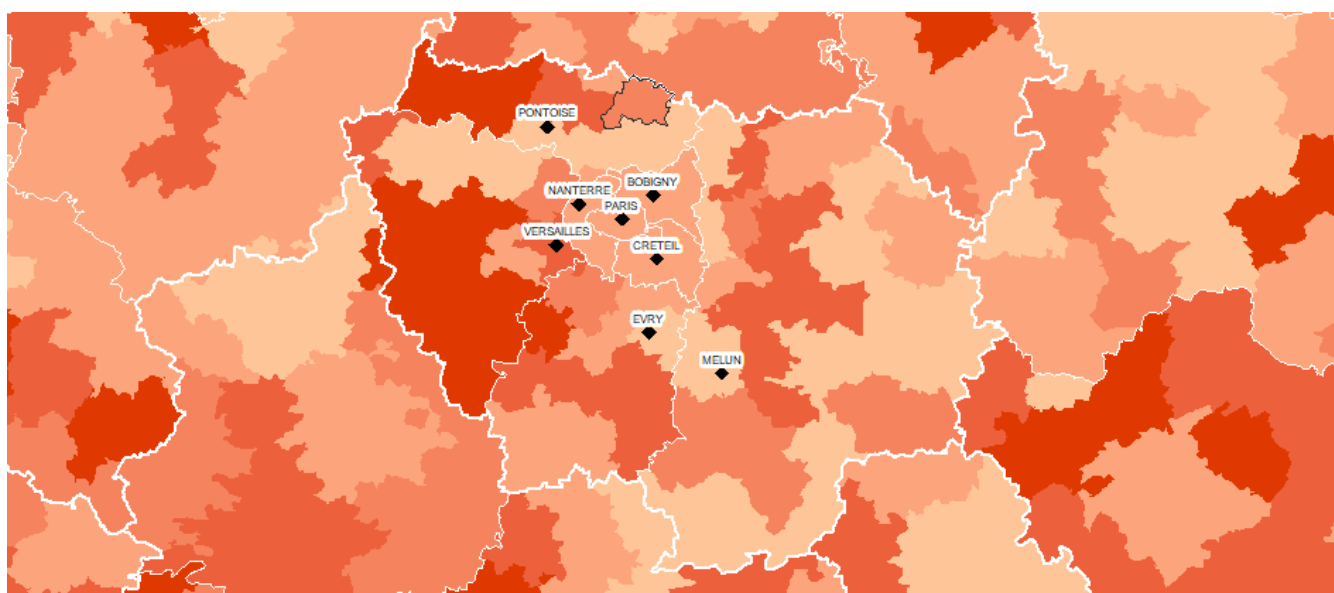 PONTOISE
BOBIGNY
NANTERRE
PARIS
VERSAILLES
CRETEIL
EVRY
MELUN